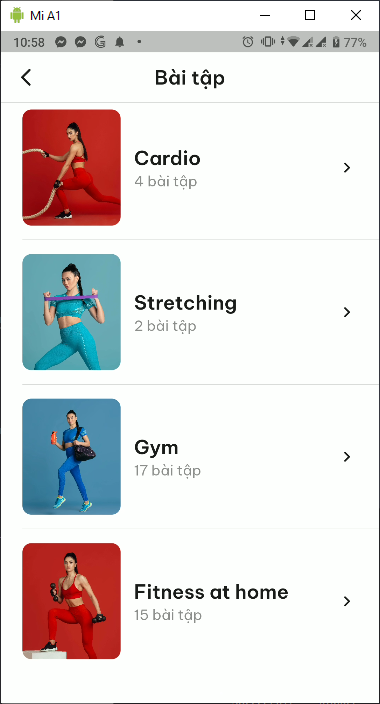 Mi A1
10:58
77%
Bài tập
Cardio
4 bài tập
Stretching
2 bài tập
Gym
17 bài tập
Fitness at home
15 bài tập